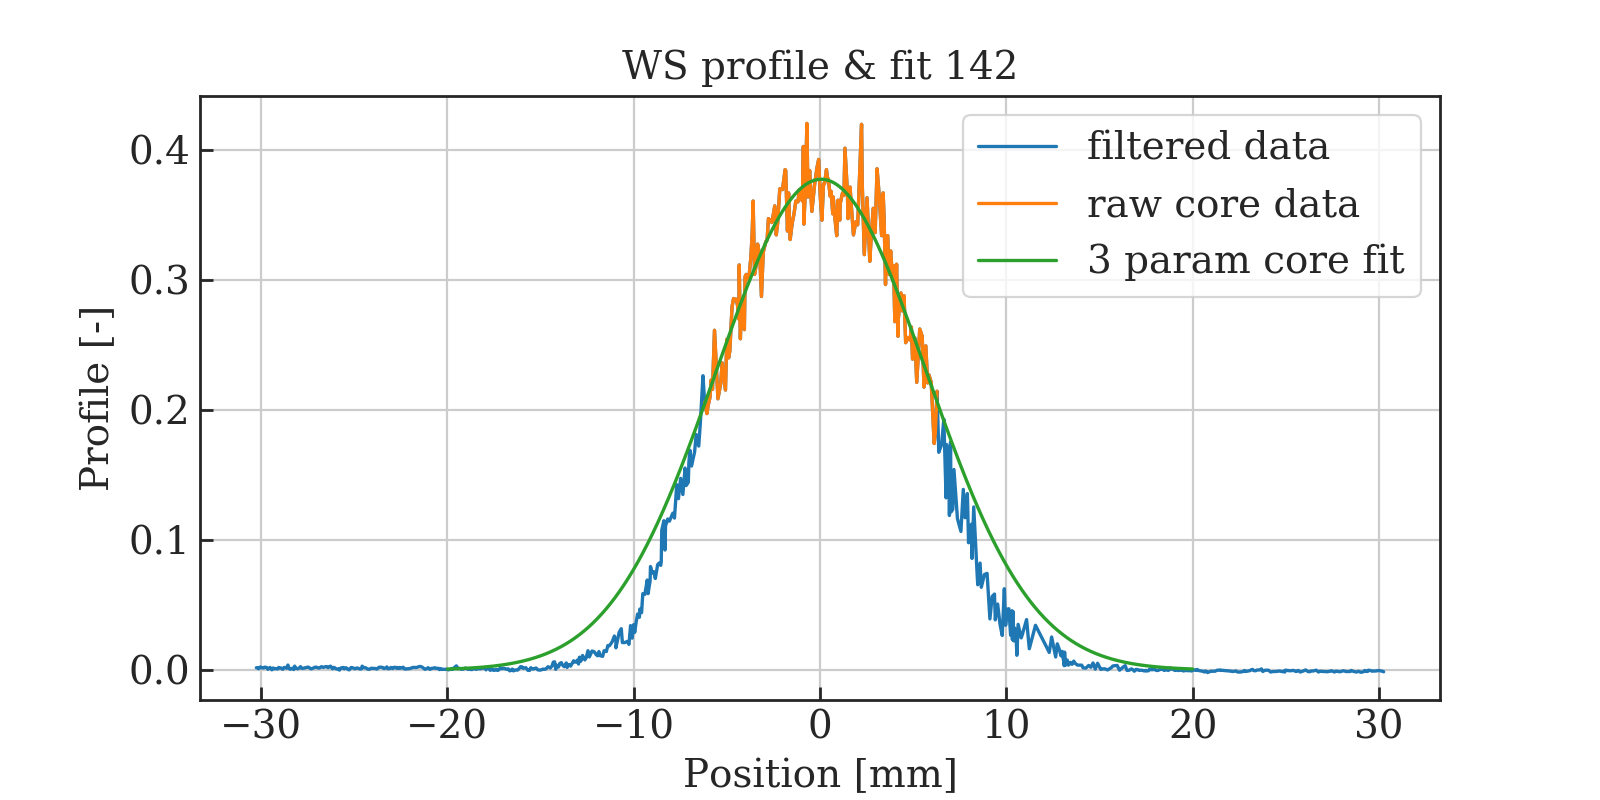 WS profile & fit 142
filtered data
raw core data
3 param core fit
Profile [-]
0.4
0.3
0.2
0.1
0.0
−30 −20 −10 0 10 20 30
Position [mm]